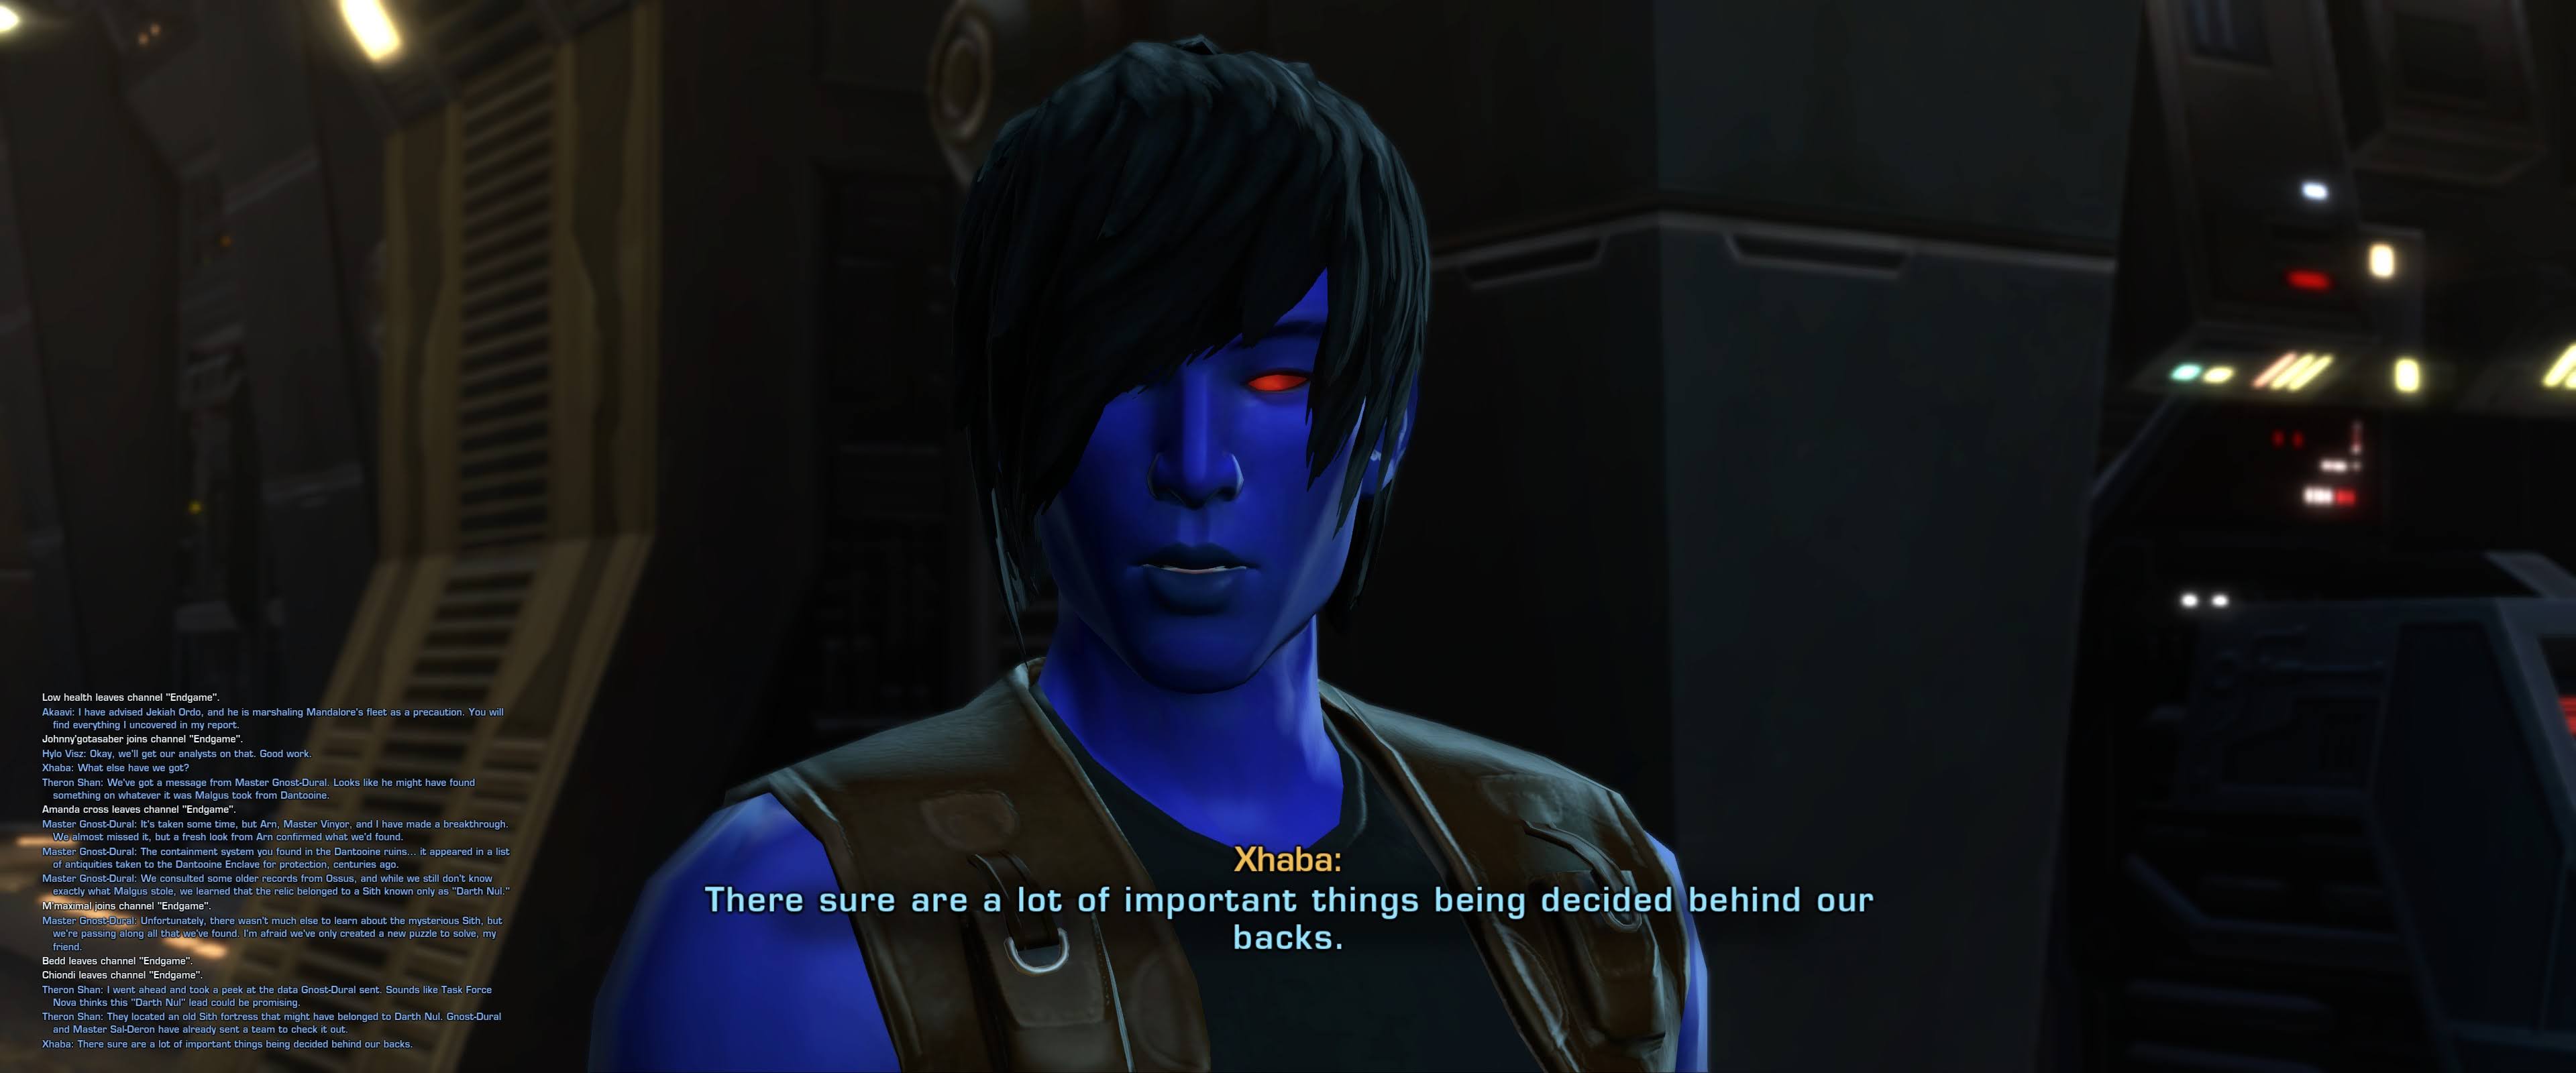 Low health leaves channel "Endgame".
Akaavi: I have advised Jekiah Ordo, and he is marshaling Mandalore's fleet as a precaution. You will
find everything I uncovered in my report.
Johnny'gotasaber joins channel "Endgame".
Hylo Visz: Okay, we'll get our analysts on that. Good work.
Xhaba: What else have we got?
Theron Shan: We've got a message from Master Gnost-Dural. Looks like he might have found
something on whatever it was Malgus took from Dantooine.
Amanda cross leaves channel "Endgame".
Master Gnost-Dural: It's taken some time, but Arn, Master Vinyor, and I have made a breakthrough.
We almost missed it, but a fresh look from Arn confirmed what we'd found.
Master Gnost-Dural: The containment system you found in the Dantooine ruins... it appeared in a list
of antiquities taken to the Dantooine Enclave for protection, centuries ago.
Master Gnost-Dural: We consulted some older records from Ossus, and while we still don't know
exactly what Malgus stole, we learned that the relic belonged to a Sith known only as "Darth Nul."
M'maximal joins channel "Endgame".
Master Gnost-Dural: Unfortunately, there wasn't much else to learn about the mysterious Sith, but
we're passing along all that we've found. I'm afraid we've only created a new puzzle to solve, my
friend.
Bedd leaves channel "Endgame".
Chiondi leaves channel "Endgame".
Theron Shan: I went ahead and took a peek at the data Gnost-Dural sent. Sounds like Task Force
Nova thinks this "Darth Nul" lead could be promising.
Theron Shan: They located an old Sith fortress that might have belonged to Darth Nul. Gnost-Dural
and Master Sal-Deron have already sent a team to check it out.
Xhaba: There sure are a lot of important things being decided behind our backs.
Xhaba:
There sure are a lot of important things being decided behind our
backs.